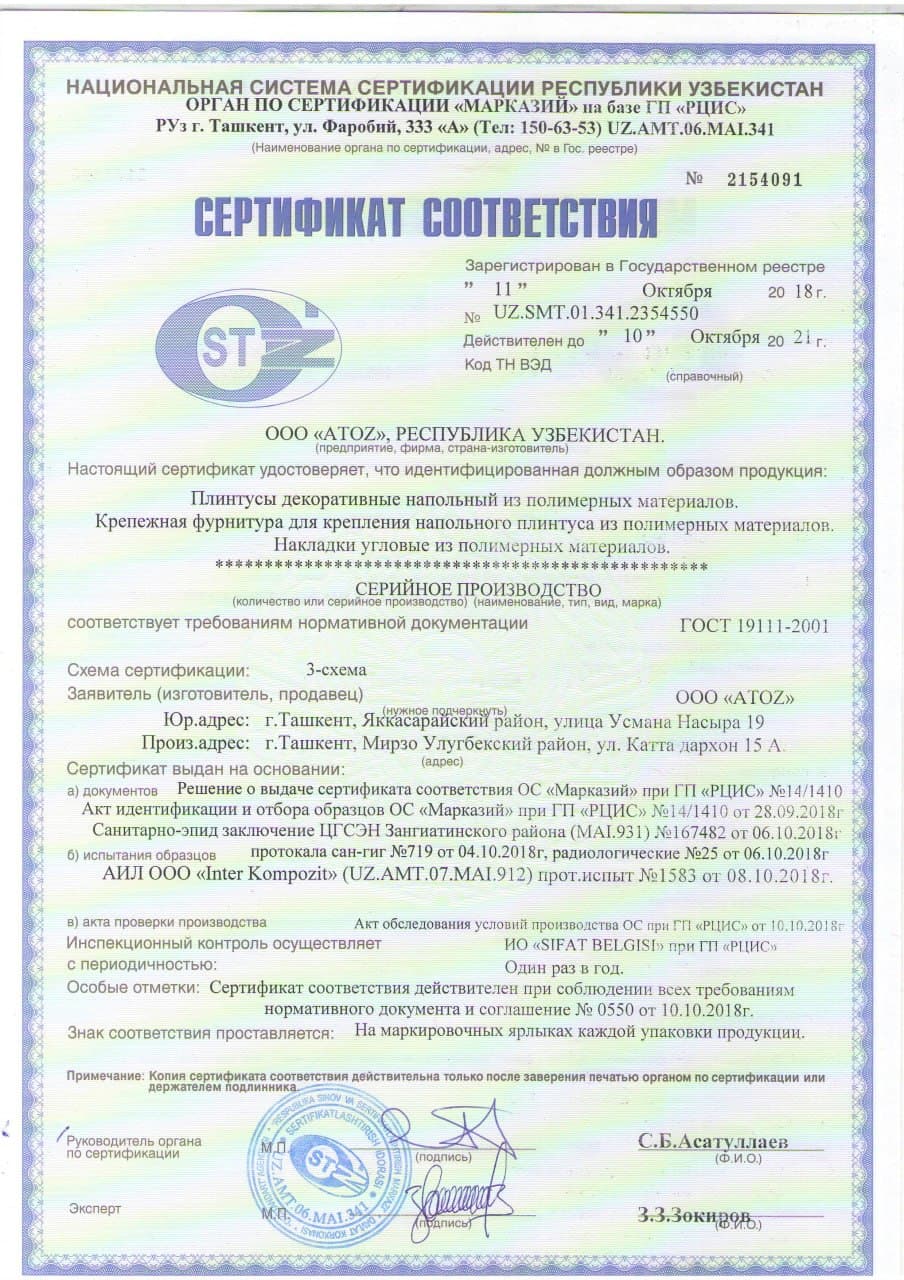 НАЦИОНАЛЬНАЯ СИСТЕМА СЕРТИФИКАЦИИ РЕСПУБЛИКИ УЗБЕКИСТАН
ОРГАН ПО СЕРТИФИКАЦИИ «МАРКАЗИЙ» на базе ГП «РЦИС»
РУз г. Ташкент, ул. Фаробий, 333 «А» (Тел: 150-63-53) UZ.AMT.06.MAI.341
(Наименование органа по сертификации, адрес, № в Гос. реестре)
№ 2154091
СЕРТИФИКАТ СООТВЕТСТВИЯ
Зарегистрирован в Государственном реестре
" 11 " Октября 20 18 г.
№ UZ.SMT.01.341.2354550
Действителен до " 10 " Октября 20 21 г.
Код ТН ВЭД
(справочный)
ST
ООО «ATOZ», РЕСПУБЛИКА УЗБЕКИСТАН.
(предприятие, фирма, страна-изготовитель)
Настоящий сертификат удостоверяет, что идентифицированная должным образом продукция:
Плинтусы декоративные напольный из полимерных материалов.
Крепежная фурнитура для крепления напольного плинтуса из полимерных материалов.
Накладки угловые из полимерных материалов.
**************************************************
СЕРИЙНОЕ ПРОИЗВОДСТВО
(количество или серийное производство) (наименование, тип, вид, марка)
соответствует требованиям нормативной документации ГОСТ 19111-2001
Схема сертификации: 3-схема
Заявитель (изготовитель, продавец) ООО «ATOZ»
(нужное подчеркнуть)
Юр.адрес: г.Ташкент, Яккасарайский район, улица Усмана Насыра 19
Произ.адрес: г.Ташкент, Мирзо Улугбекский район, ул. Катта дархон 15 А.
(адрес)
Сертификат выдан на основании:
а) документов Решение о выдаче сертификата соответствия ОС «Марказий» при ГП «РЦИС» №14/1410
Акт идентификации и отбора образцов ОС «Марказий» при ГП «РЦИС» №14/1410 от 28.09.2018г
Санитарно-эпид заключение ЦГСЭН Зангиатинского района (MAI.931) №167482 от 06.10.2018г
б) испытания образцов протокала сан-гиг №719 от 04.10.2018г, радиологические №25 от 06.10.2018г
АИЛ ООО «Inter Kompozit» (UZ.AMT.07.MAI.912) прот.испыт №1583 от 08.10.2018г.
в) акта проверки производства Акт обследования условий производства ОС при ГП «РЦИС» от 10.10.2018г
Инспекционный контроль осуществляет ИО «SIFAT BELGISI» при ГП «РЦИС»
с периодичностью: Один раз в год.
Особые отметки: Сертификат соответствия действителен при соблюдении всех требованиям
нормативного документа и соглашение № 0550 от 10.10.2018г.
Знак соответствия проставляется: На маркировочных ярлыках каждой упаковки продукции.
Примечание: Копия сертификата соответствия действительна только после заверения печатью органом по сертификации или
держателем подлинника.
Руководитель органа
по сертификации
М.П.
(подпись)
С.Б.Асатуллаев
(Ф.И.О.)
Эксперт
М.П.
(подпись)
З.З.Зокиров
(Ф.И.О.)
SERTIFIKATLASHTIRISH IDORASI
UZ.AMT.06.MAI.341
ST